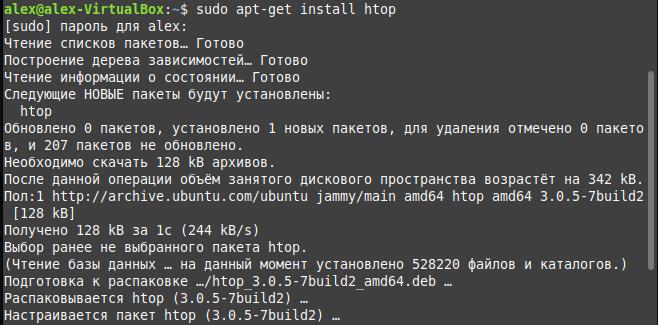 alex@alex-VirtualBox:~$ sudo apt-get install htop
[sudo] пароль для alex:
Чтение списков пакетов… Готово
Построение дерева зависимостей… Готово
Чтение информации о состоянии… Готово
Следующие НОВЫЕ пакеты будут установлены:
  htop
Обновлено 0 пакетов, установлено 1 новых пакетов, для удаления отмечено 0 пакето
в, и 207 пакетов не обновлено.
Необходимо скачать 128 kB архивов.
После данной операции объём занятого дискового пространства возрастёт на 342 kB.
Пол:1 http://archive.ubuntu.com/ubuntu jammy/main amd64 htop amd64 3.0.5-7build2
 [128 kB]
Получено 128 kB за 1с (244 kB/s)
Выбор ранее не выбранного пакета htop.
(Чтение базы данных … на данный момент установлено 528220 файлов и каталогов.)
Подготовка к распаковке …/htop_3.0.5-7build2_amd64.deb …
Распаковывается htop (3.0.5-7build2) …
Настраивается пакет htop (3.0.5-7build2) …